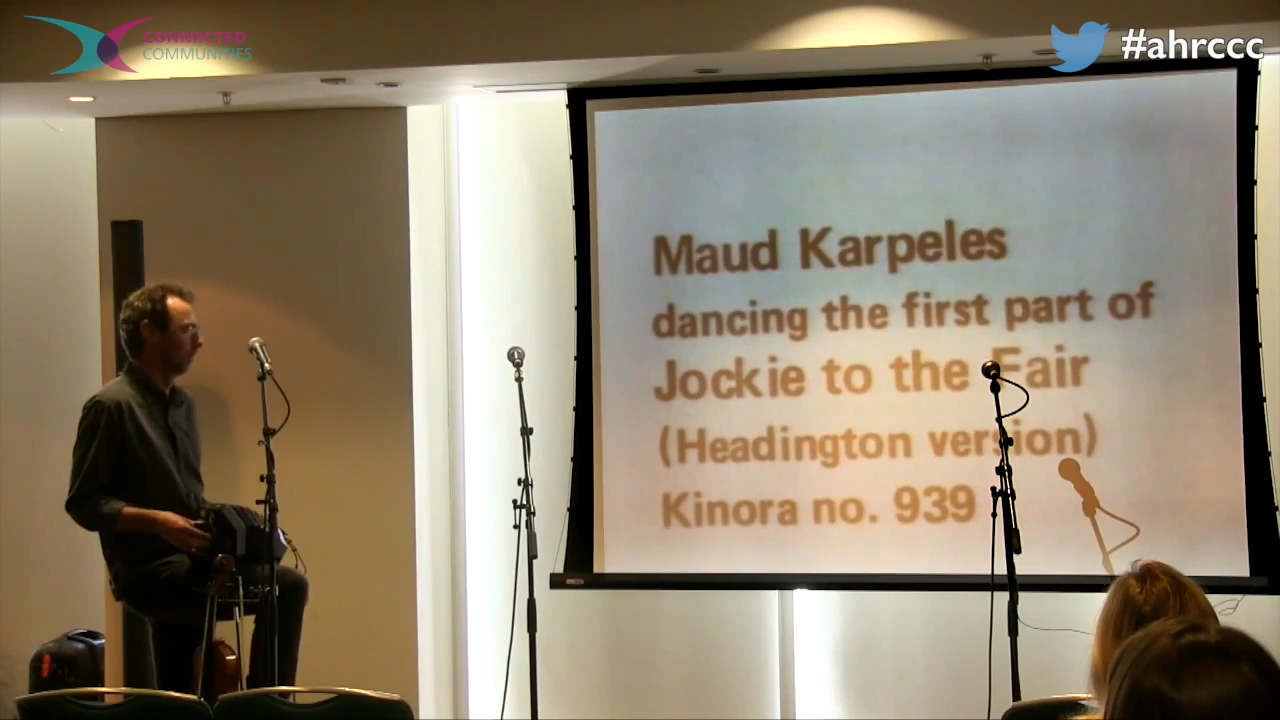 CONNECTED
COMMUNITIES
#ahrccc
Maud Karpeles
dancing the first part of
Jockie to the Fair
(Headington version)
Kinora no. 939